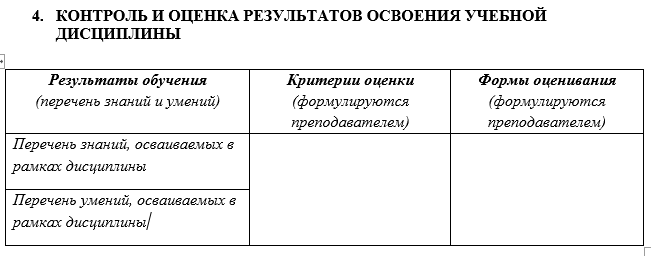 4. КОНТРОЛЬ И ОЦЕНКА РЕЗУЛЬТАТОВ ОСВОЕНИЯ УЧЕБНОЙ
ДИСЦИПЛИНЫ
Результаты обучения
(перечень знаний и умений)
Критерии оценки
(формулируются
преподавателем)
Формы оценивания
(формулируются
преподавателем)
Перечень знаний, осваиваемых в
рамках дисциплины
Перечень умений, осваиваемых в
рамках дисциплины